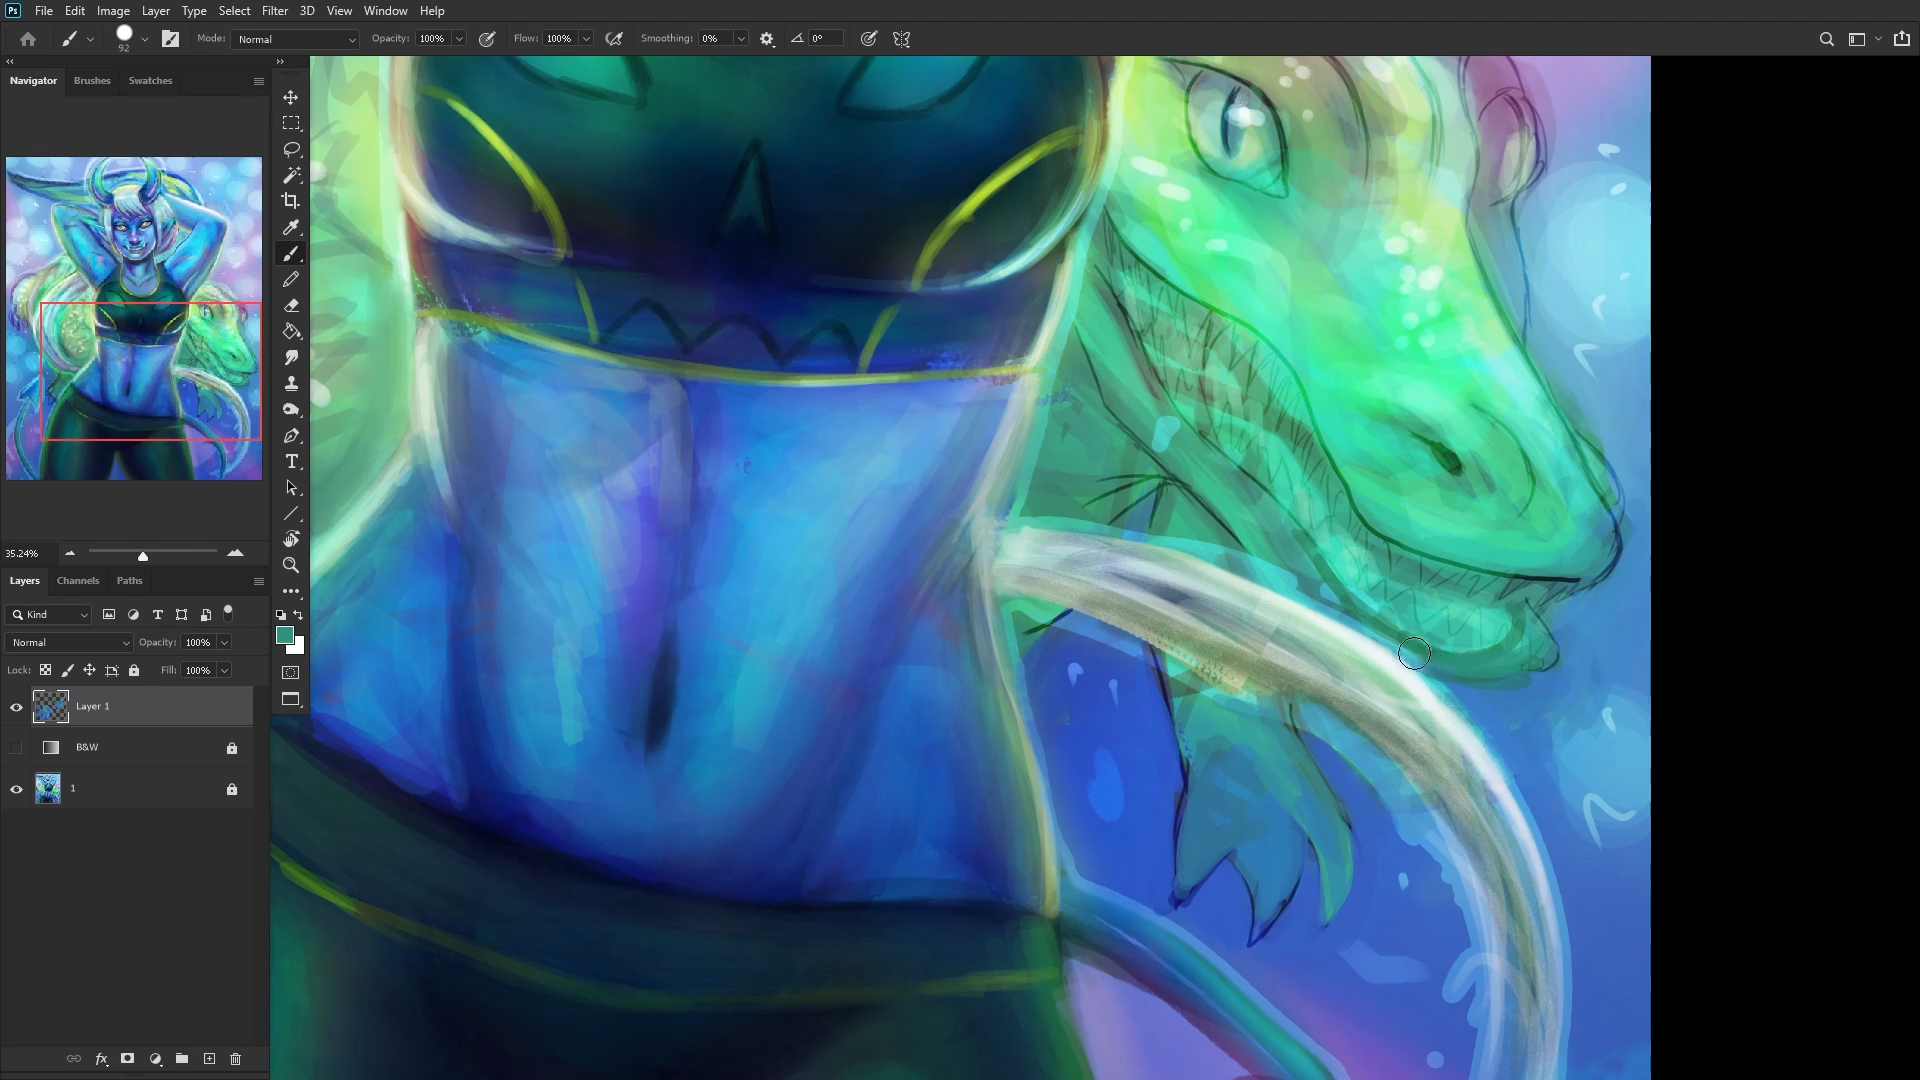 Ps File Edit Image Layer Type Select Filter 3D View Window Help
92 Mode: Normal Opacity: 100% Flow: 100% Smoothing: 0% 0°
Navigator Brushes Swatches
35.24%
Layers Channels Paths
Kind
Normal Opacity: 100%
Lock: Fill: 100%
Layer 1
B&W
1
fx